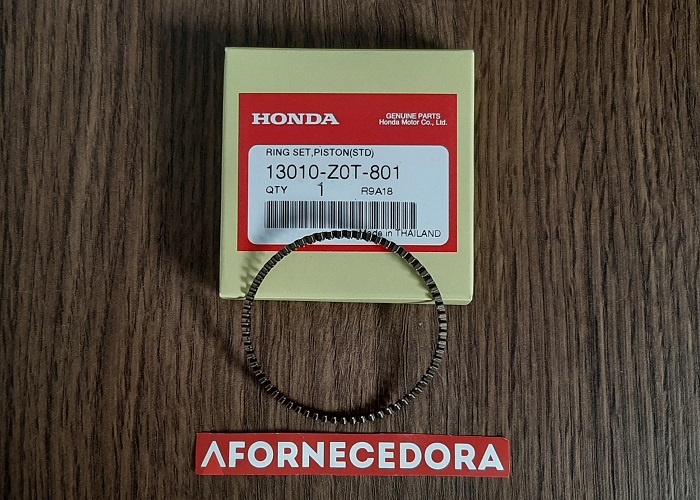 HONDA
GENUINE PARTS
Honda Motor Co., Ltd.
RING SET,PISTON(STD)
13010-Z0T-801
QTY 1 R9A18
Made in THAILAND
AFORNECEDORA